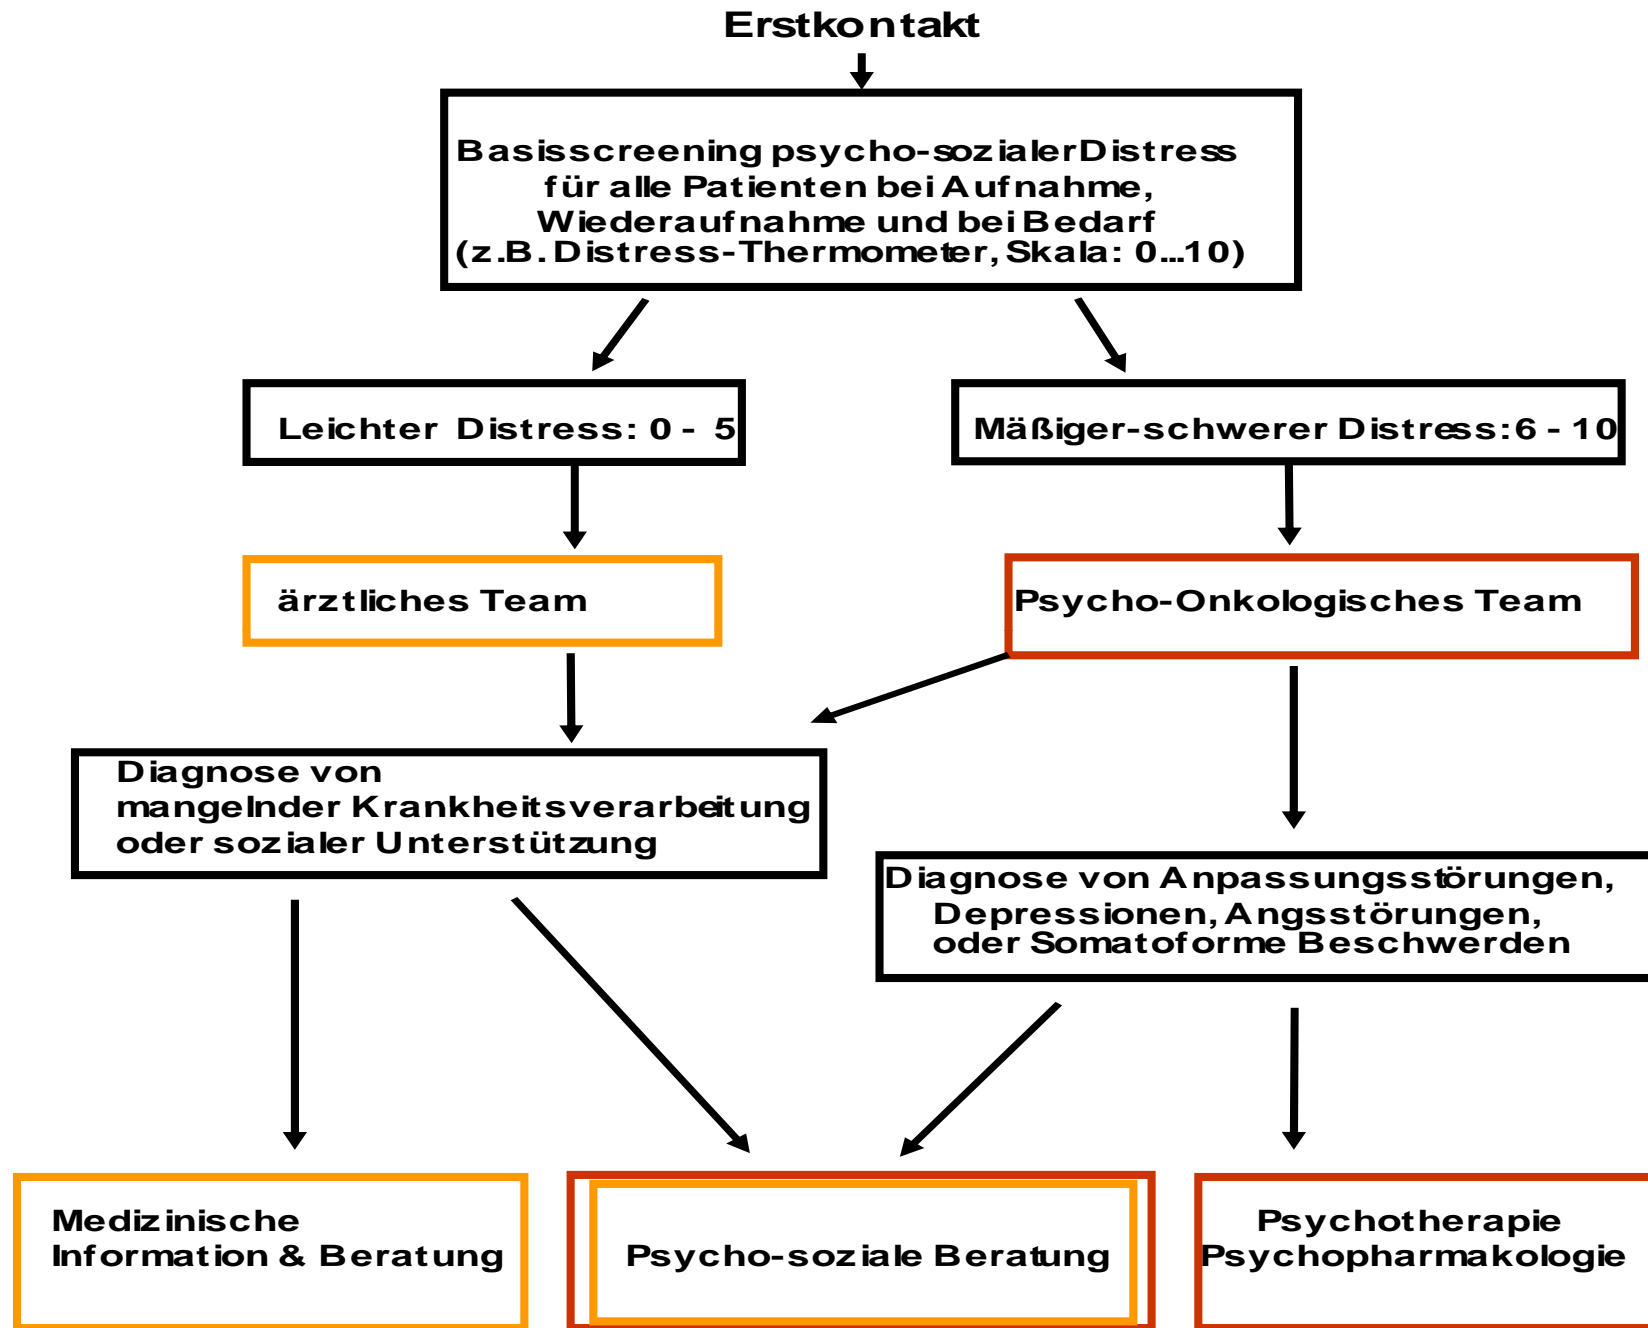 Erstkontakt
Basisscreening psycho-sozialer Distress
für alle Patienten bei Aufnahme,
Wiederaufnahme und bei Bedarf
(z.B. Distress-Thermometer, Skala: 0...10)
Leichter Distress: 0 - 5
Mäßiger-schwerer Distress: 6 - 10
ärztliches Team
Psycho-Onkologisches Team
Diagnose von
mangelnder Krankheitsverarbeitung
oder sozialer Unterstützung
Diagnose von Anpassungsstörungen,
Depressionen, Angsstörungen,
oder Somatoforme Beschwerden
Medizinische
Information & Beratung
Psycho-soziale Beratung
Psychotherapie
Psychopharmakologie